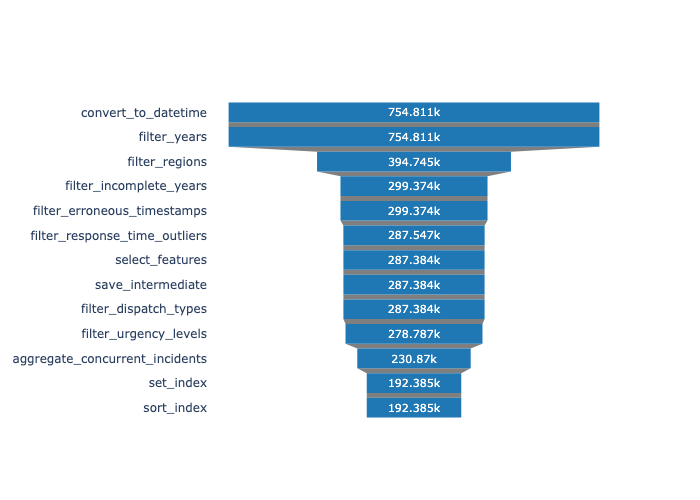 convert_to_datetime 754.811k
filter_years 754.811k
filter_regions 394.745k
filter_incomplete_years 299.374k
filter_erroneous_timestamps 299.374k
filter_response_time_outliers 287.547k
select_features 287.384k
save_intermediate 287.384k
filter_dispatch_types 287.384k
filter_urgency_levels 278.787k
aggregate_concurrent_incidents 230.87k
set_index 192.385k
sort_index 192.385k